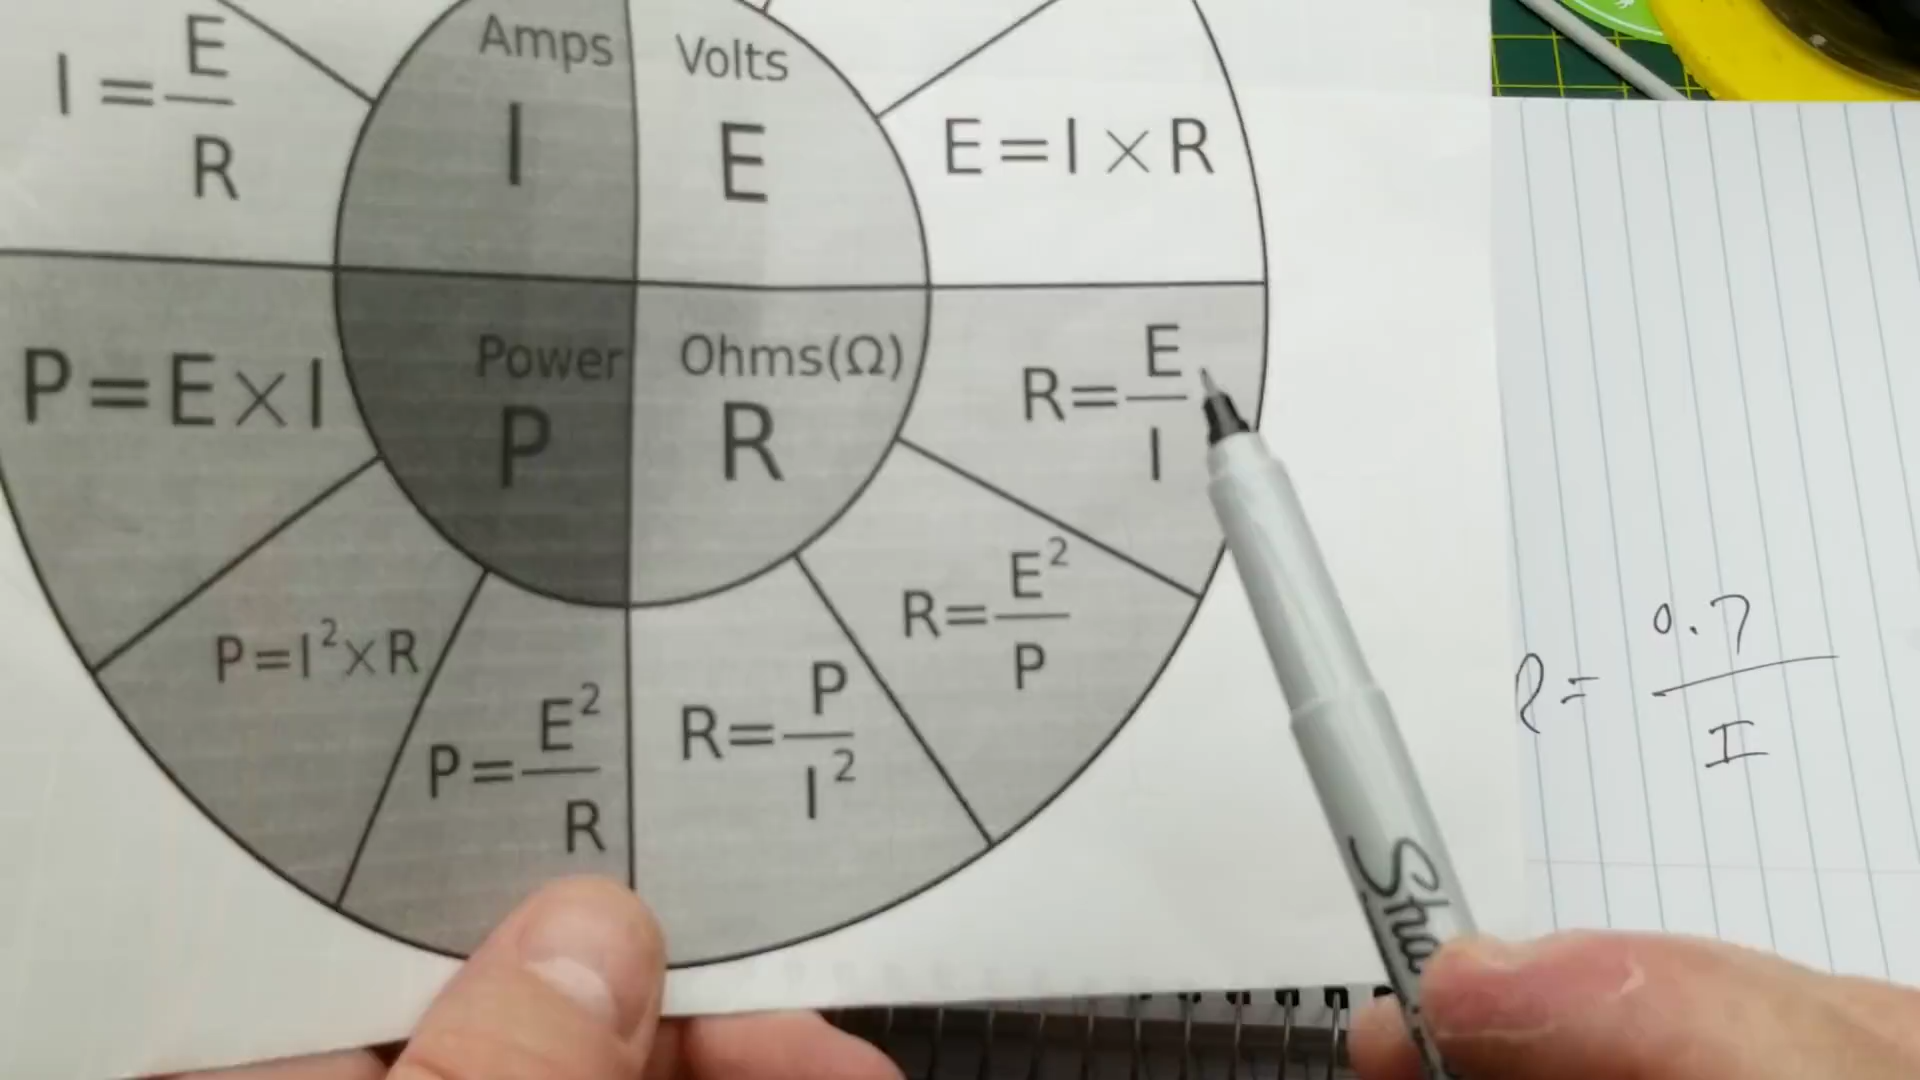 Amps
I
Volts
E
Power
P
Ohms(Ω)
R
I = E/R
E = I × R
P = E × I
R = E/I
P = I² × R
P = E²/R
R = P/I²
R = E²/P
R = 0.7/I
Sha